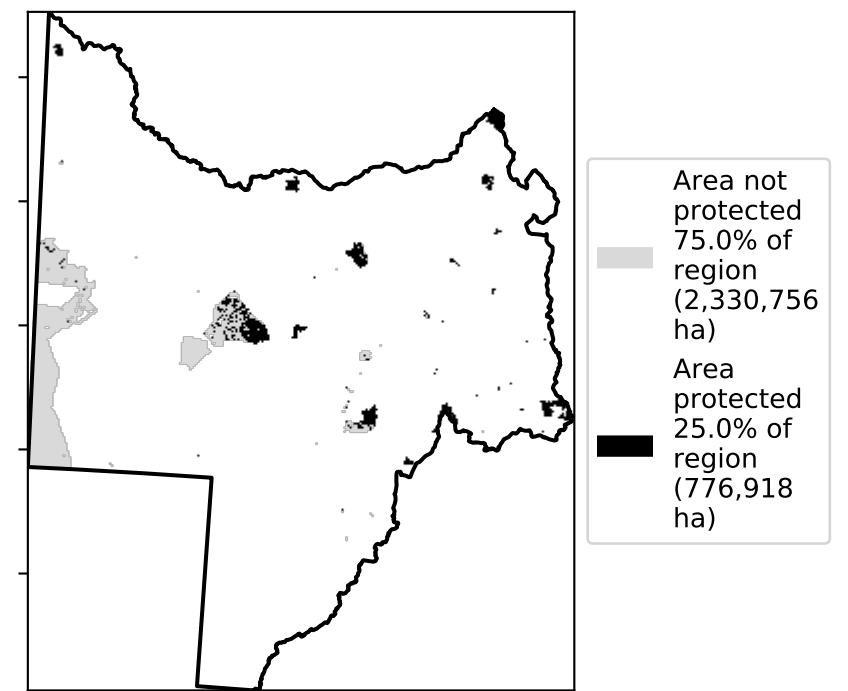 Area not
protected
75.0% of
region
(2,330,756
ha)
Area
protected
25.0% of
region
(776,918
ha)